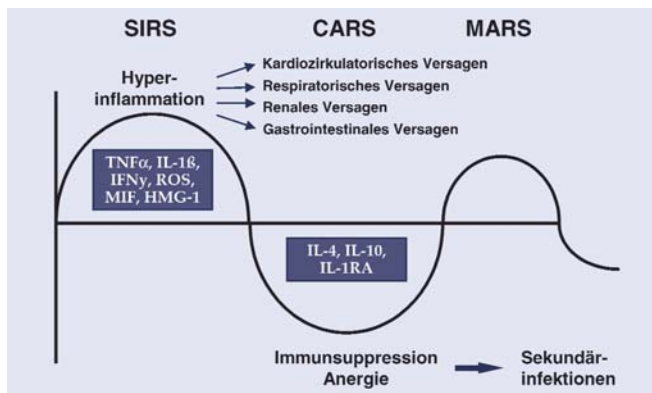 SIRS
CARS
MARS
Hyper-
inflammation
Kardiozirkulatorisches Versagen
Respiratorisches Versagen
Renales Versagen
Gastrointestinales Versagen
TNFα, IL-1ß,
IFNy, ROS,
MIF, HMG-1
IL-4, IL-10,
IL-1RA
Immunsuppression
Anergie
Sekundär-
infektionen